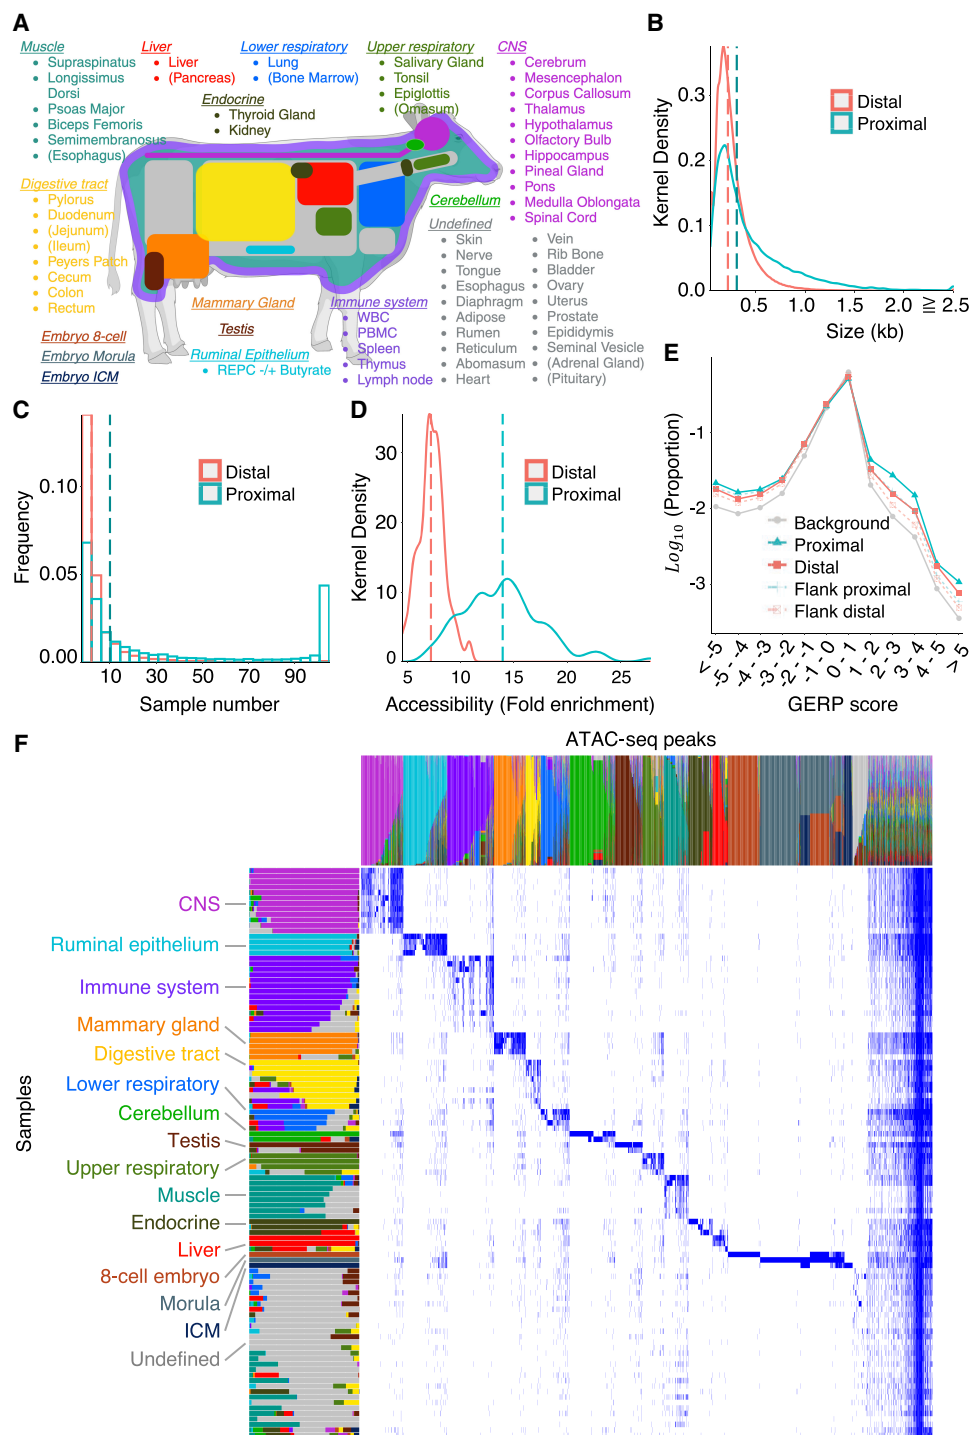 A
Muscle
Supraspinatus
Longissimus
Dorsi
Psoas Major
Biceps Femoris
Semimembranosus
(Esophagus)
Liver
Liver
(Pancreas)
Lower respiratory
Lung
(Bone Marrow)
Endocrine
Thyroid Gland
Kidney
Upper respiratory
Salivary Gland
Tonsil
Epiglottis
(Omasum)
CNS
Cerebrum
Mesencephalon
Corpus Callosum
Thalamus
Hypothalamus
Olfactory Bulb
Hippocampus
Pineal Gland
Pons
Medulla Oblongata
Spinal Cord
Digestive tract
Pylorus
Duodenum
(Jejunum)
(Ileum)
Peyers Patch
Cecum
Colon
Rectum
Cerebellum
Undefined
Skin
Nerve
Tongue
Esophagus
Diaphragm
Adipose
Rumen
Reticulum
Abomasum
Heart
Vein
Rib Bone
Bladder
Ovary
Uterus
Prostate
Epididymis
Seminal Vesicle
(Adrenal Gland)
(Pituitary)
Embryo 8-cell
Embryo Morula
Embryo ICM
Mammary Gland
Testis
Ruminal Epithelium
REPC -/+ Butyrate
Immune system
WBC
PBMC
Spleen
Thymus
Lymph node
B
Kernel Density
0.3
0.2
0.1
0.0
Distal
Proximal
0.5
1.0
1.5
2.0
≥
2.5
Size (kb)
C
Frequency
0.10
0.05
0.00
Distal
Proximal
10
30
50
70
90
Sample number
D
Kernel Density
30
20
10
0
Distal
Proximal
5
10
15
20
25
Accessibility (Fold enrichment)
E
Log10 (Proportion)
-1
-2
-3
Background
Proximal
Distal
Flank proximal
Flank distal
< -5
-5 - -4
-4 - -3
-3 - -2
-2 - -1
-1 - 0
0 - 1
1 - 2
2 - 3
3 - 4
4 - 5
> 5
GERP score
F
ATAC-seq peaks
Samples
CNS
Ruminal epithelium
Immune system
Mammary gland
Digestive tract
Lower respiratory
Cerebellum
Testis
Upper respiratory
Muscle
Endocrine
Liver
8-cell embryo
Morula
ICM
Undefined